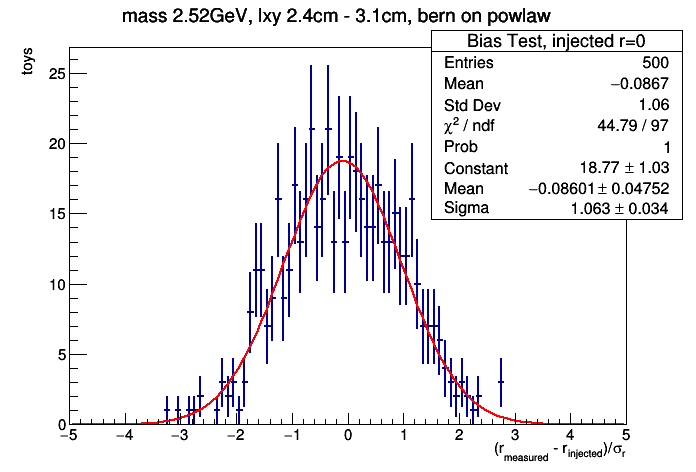 mass 2.52GeV, lxy 2.4cm - 3.1cm, bern on powlaw
Bias Test, injected r=0
Entries 500
Mean −0.0867
Std Dev 1.06
χ² / ndf 44.79 / 97
Prob 1
Constant 18.77 ± 1.03
Mean −0.08601 ± 0.04752
Sigma 1.063 ± 0.034
toys
25
20
15
10
5
0
−5 −4 −3 −2 −1 0 1 2 3 4 5
(r_measured - r_injected)/σ_r